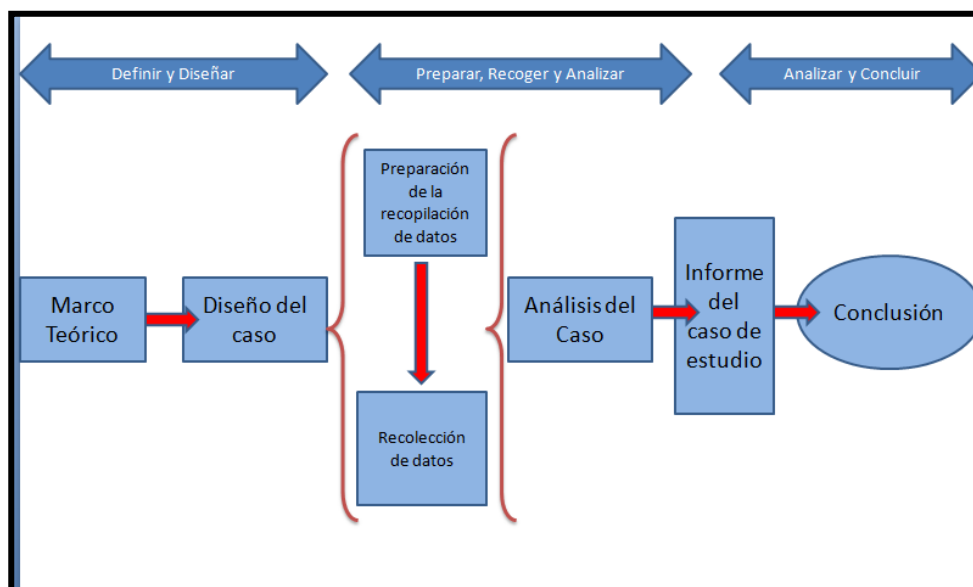 Definir y Diseñar
Preparar, Recoger y Analizar
Analizar y Concluir
Marco
Teórico
Diseño del
caso
Preparación
de la
recopilación
de datos
Recolección
de datos
Análisis del
Caso
Informe
del
caso de
estudio
Conclusión